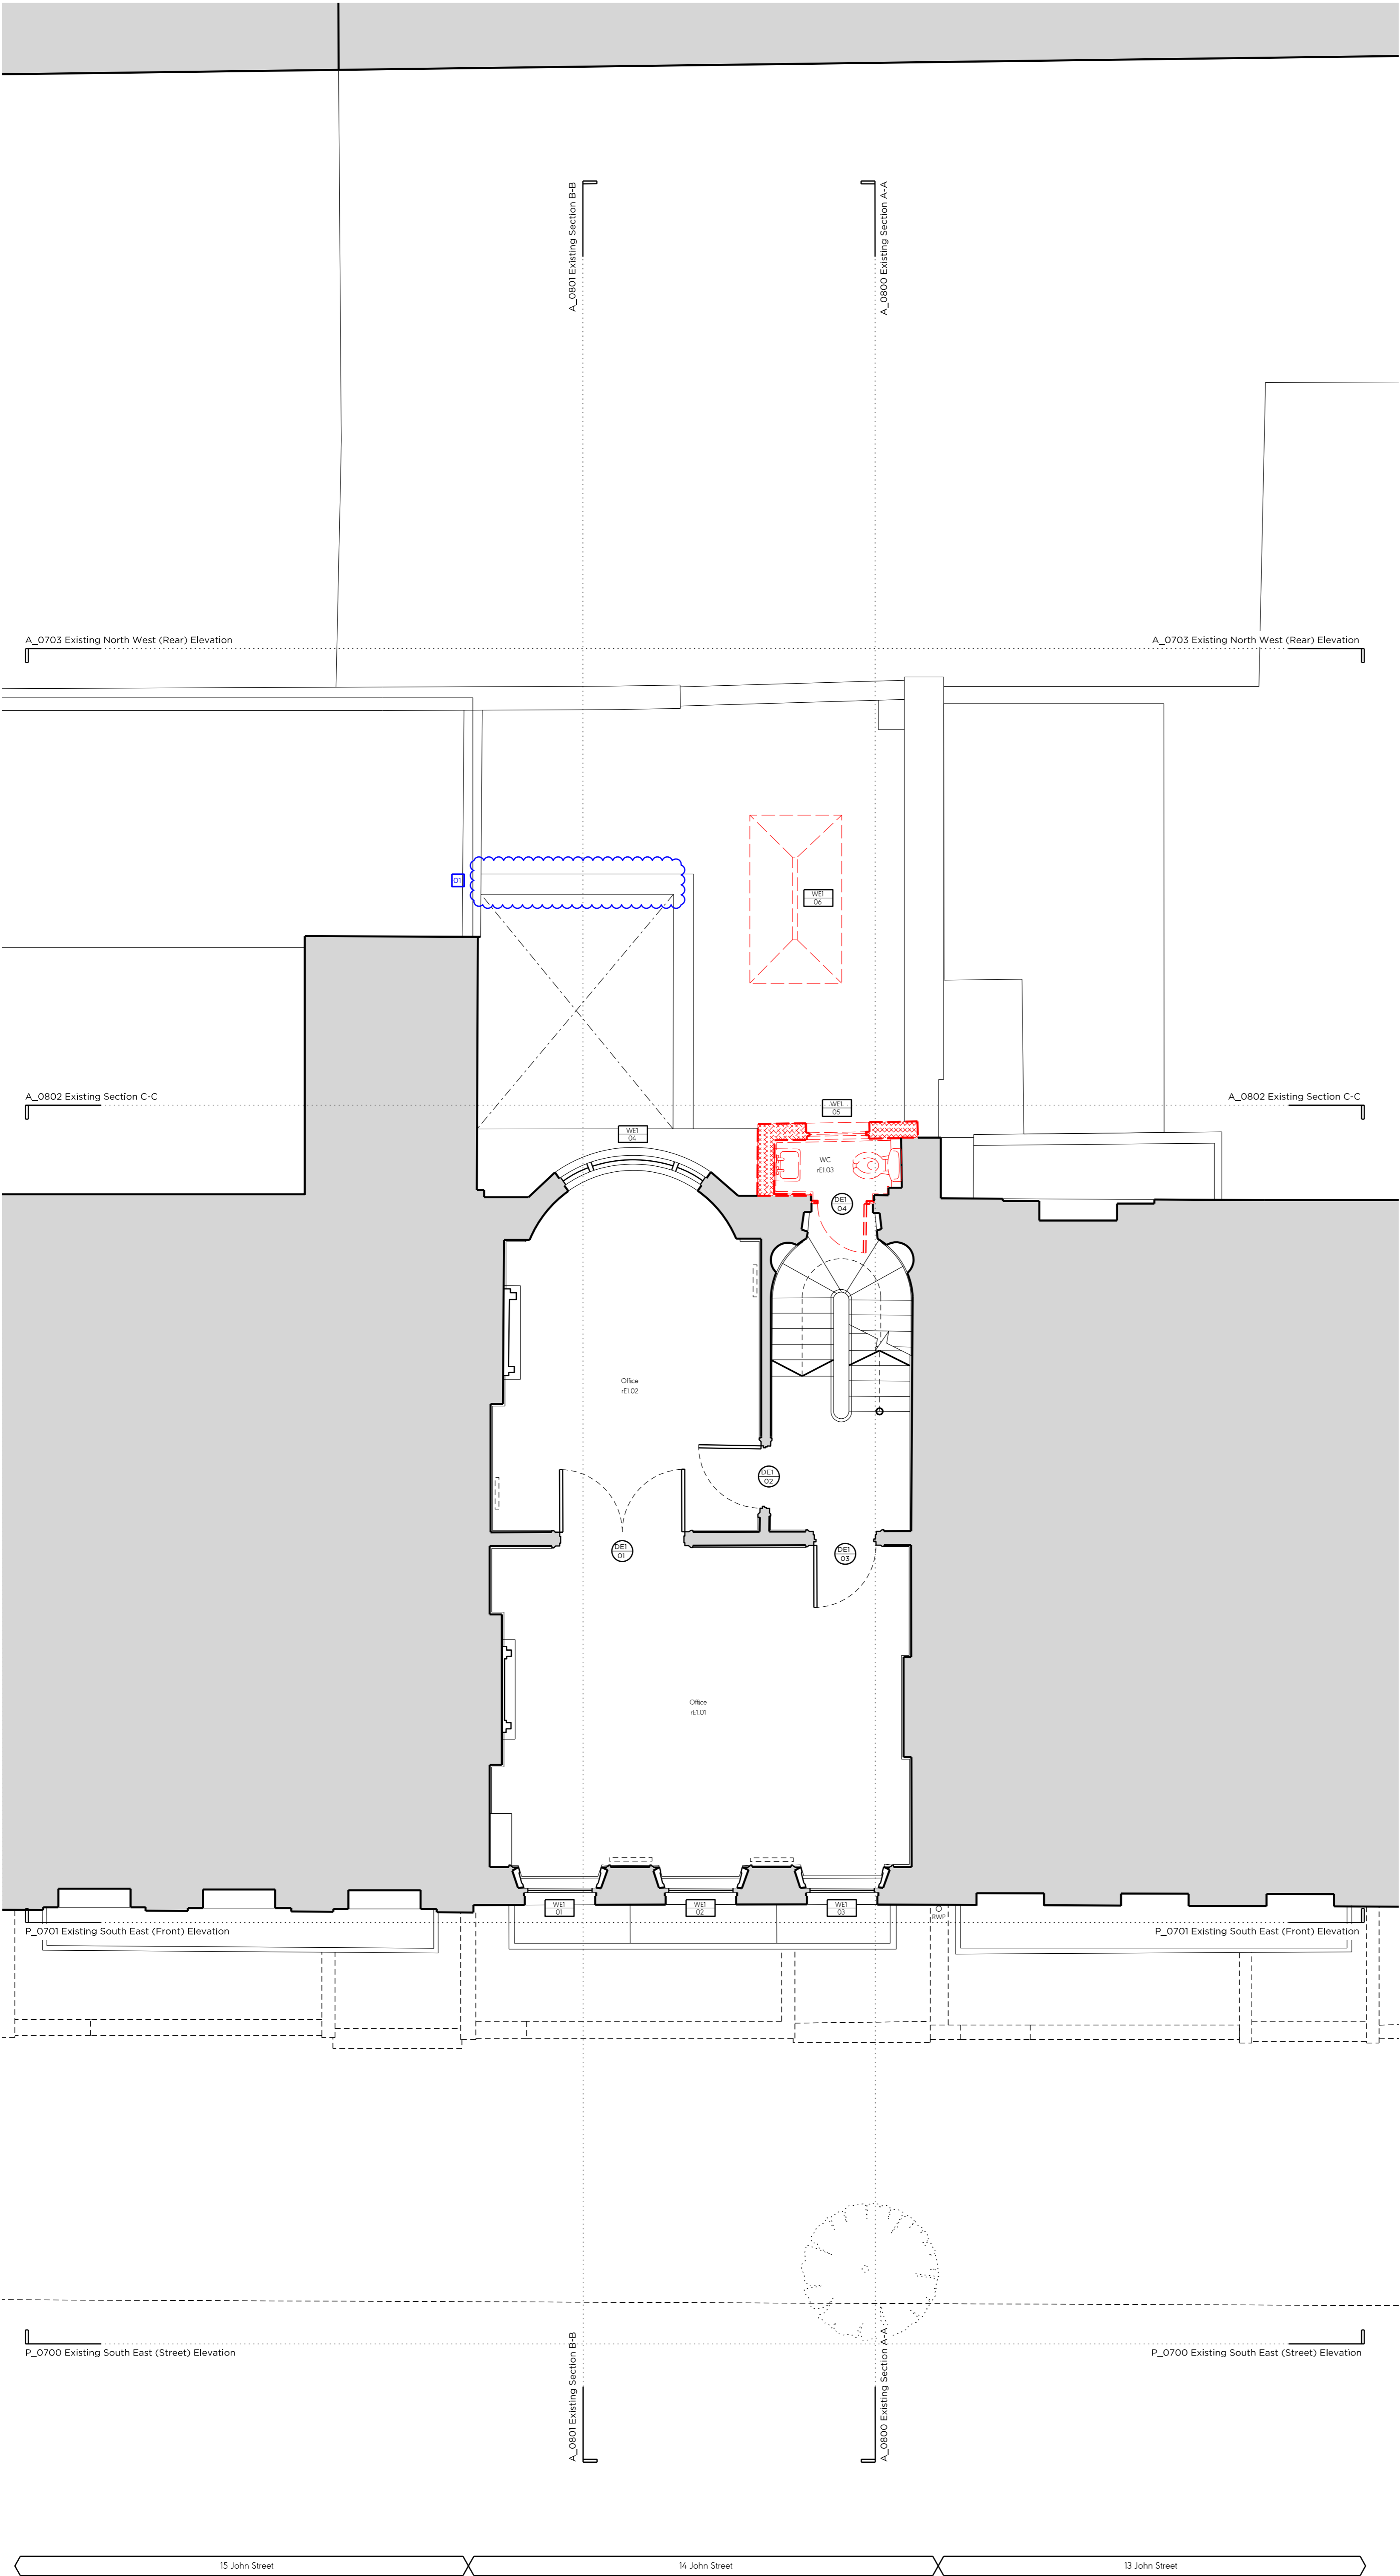 A_0801 Existing Section B-B
A_0800 Existing Section A-A
A_0703 Existing North West (Rear) Elevation
A_0703 Existing North West (Rear) Elevation
01
WE1
06
A_0802 Existing Section C-C
A_0802 Existing Section C-C
WE1
05
WE1
04
WC
rE1.03
DE1
04
Office
rE1.02
DE1
02
DE1
01
DE1
03
Office
rE1.01
WE1
01
WE1
02
WE1
03
RWP
P_0701 Existing South East (Front) Elevation
P_0701 Existing South East (Front) Elevation
P_0700 Existing South East (Street) Elevation
P_0700 Existing South East (Street) Elevation
A_0801 Existing Section B-B
A_0800 Existing Section A-A
15 John Street
14 John Street
13 John Street